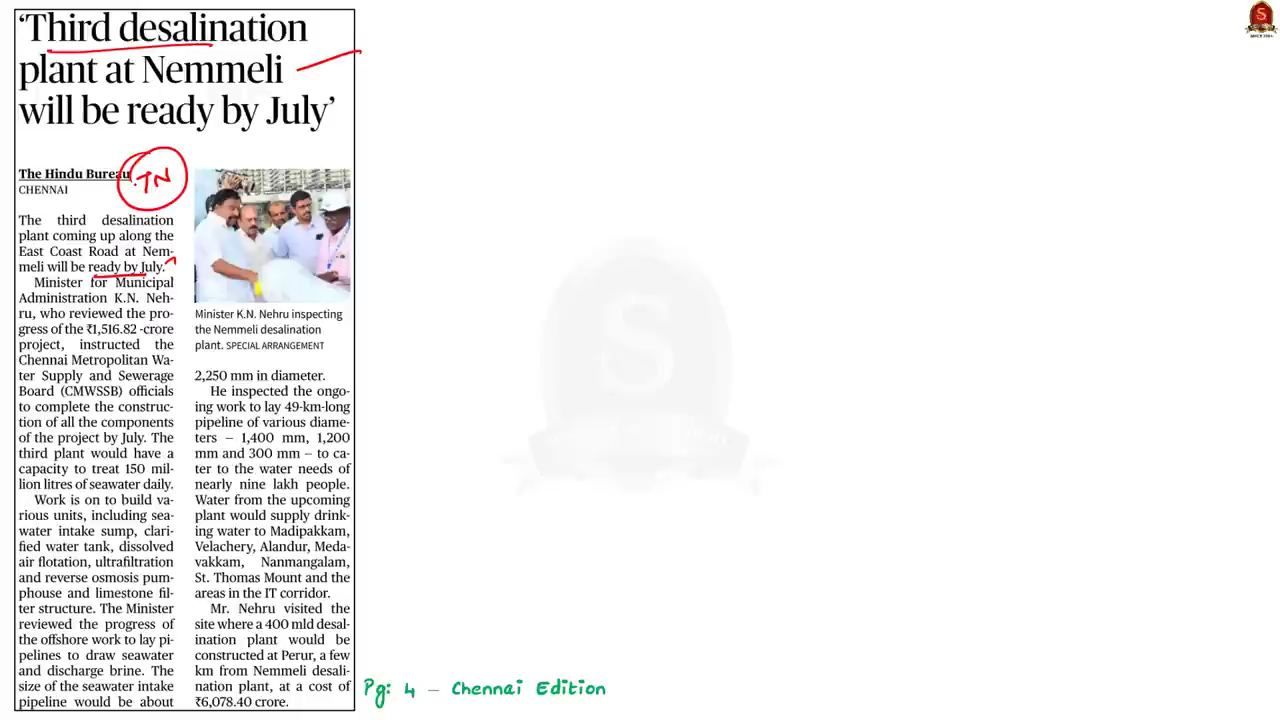 ‘Third desalination
plant at Nemmeli
will be ready by July’
The Hindu Bureau
TN
CHENNAI
The third desalination
plant coming up along the
East Coast Road at Nem-
meli will be ready by July.
Minister for Municipal
Administration K.N. Neh-
ru, who reviewed the pro-
gress of the ₹1,516.82 -crore
project, instructed the
Chennai Metropolitan Wa-
ter Supply and Sewerage
Board (CMWSSB) officials
to complete the construc-
tion of all the components
of the project by July. The
third plant would have a
capacity to treat 150 mil-
lion litres of seawater daily.
Work is on to build va-
rious units, including sea-
water intake sump, clari-
fied water tank, dissolved
air flotation, ultrafiltration
and reverse osmosis pum-
phouse and limestone fil-
ter structure. The Minister
reviewed the progress of
the offshore work to lay pi-
pelines to draw seawater
and discharge brine. The
size of the seawater intake
pipeline would be about
Minister K.N. Nehru inspecting
the Nemmeli desalination
plant. SPECIAL ARRANGEMENT
2,250 mm in diameter.
He inspected the ongo-
ing work to lay 49-km-long
pipeline of various diame-
ters – 1,400 mm, 1,200
mm and 300 mm – to ca-
ter to the water needs of
nearly nine lakh people.
Water from the upcoming
plant would supply drink-
ing water to Madipakkam,
Velachery, Alandur, Meda-
vakkam, Nanmangalam,
St. Thomas Mount and the
areas in the IT corridor.
Mr. Nehru visited the
site where a 400 mld desal-
ination plant would be
constructed at Perur, a few
km from Nemmeli desali-
nation plant, at a cost of
₹6,078.40 crore.
Pg: 4 – Chennai Edition
S